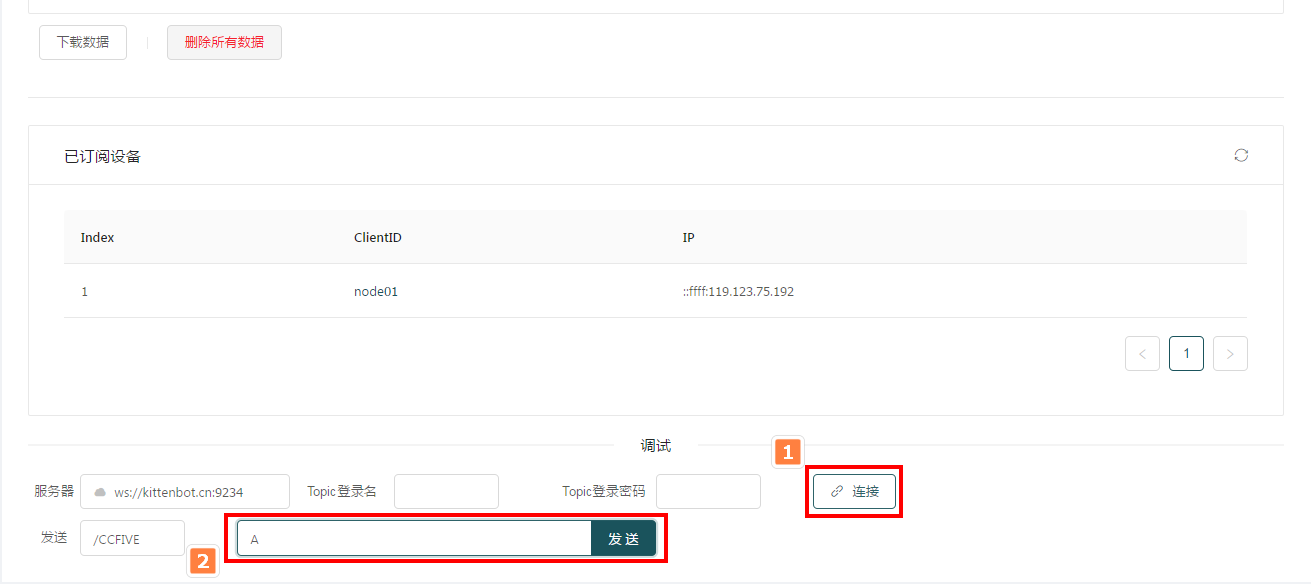 下载数据 删除所有数据
已订阅设备
Index ClientID IP
1 node01 ::ffff:119.123.75.192
< 1 >
调试
1
服务器 ws://kittenbot.cn:9234 Topic登录名 Topic登录密码 连接
发送 /CCFIVE A 发送
2